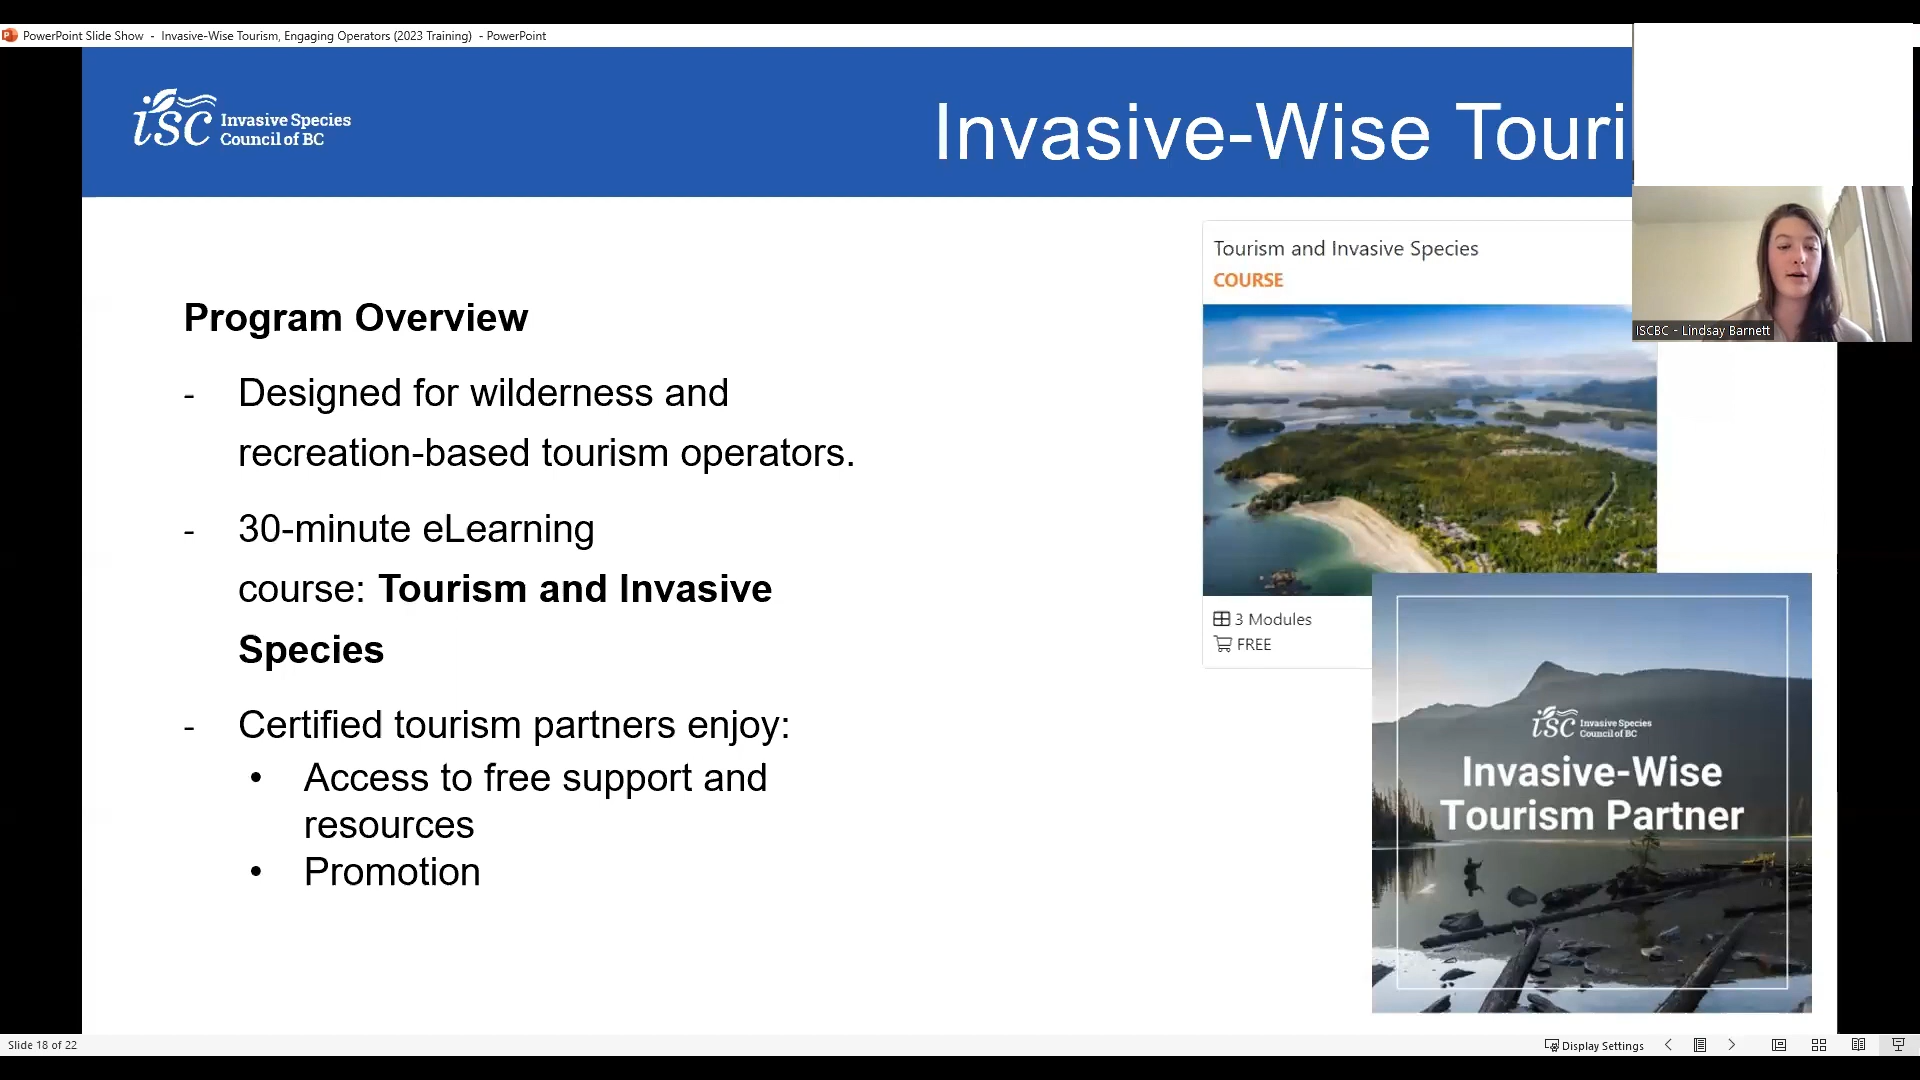 PowerPoint Slide Show - Invasive-Wise Tourism, Engaging Operators (2023 Training) - PowerPoint
isc Invasive Species
Council of BC
Invasive-Wise Touri
Program Overview
- Designed for wilderness and
recreation-based tourism operators.
- 30-minute eLearning
course: Tourism and Invasive
Species
- Certified tourism partners enjoy:
• Access to free support and
resources
• Promotion
Tourism and Invasive Species
COURSE
3 Modules
FREE
isc Invasive Species
Council of BC
Invasive-Wise
Tourism Partner
ISCBC - Lindsay Barnett
Slide 18 of 22
Display Settings